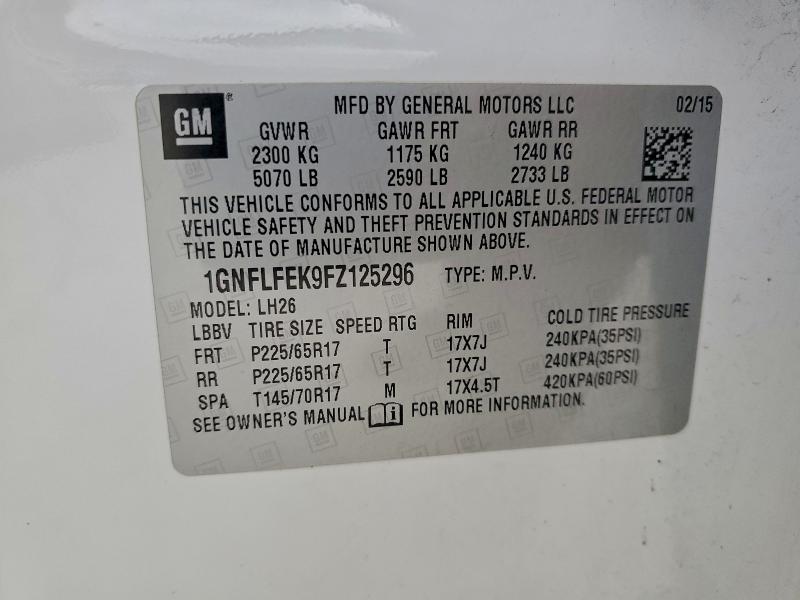 GM ® MFD BY GENERAL MOTORS LLC 02/15
GVWR GAWR FRT GAWR RR
2300 KG 1175 KG 1240 KG
5070 LB 2590 LB 2733 LB
THIS VEHICLE CONFORMS TO ALL APPLICABLE U.S. FEDERAL MOTOR
VEHICLE SAFETY AND THEFT PREVENTION STANDARDS IN EFFECT ON
THE DATE OF MANUFACTURE SHOWN ABOVE.
1GNFLFEK9FZ125296 TYPE: M.P.V.
MODEL: LH26
LBBV TIRE SIZE SPEED RTG RIM COLD TIRE PRESSURE
FRT P225/65R17 T 17X7J 240KPA(35PSI)
RR P225/65R17 T 17X7J 240KPA(35PSI)
SPA T145/70R17 M 17X4.5T 420KPA(60PSI)
SEE OWNER'S MANUAL FOR MORE INFORMATION.